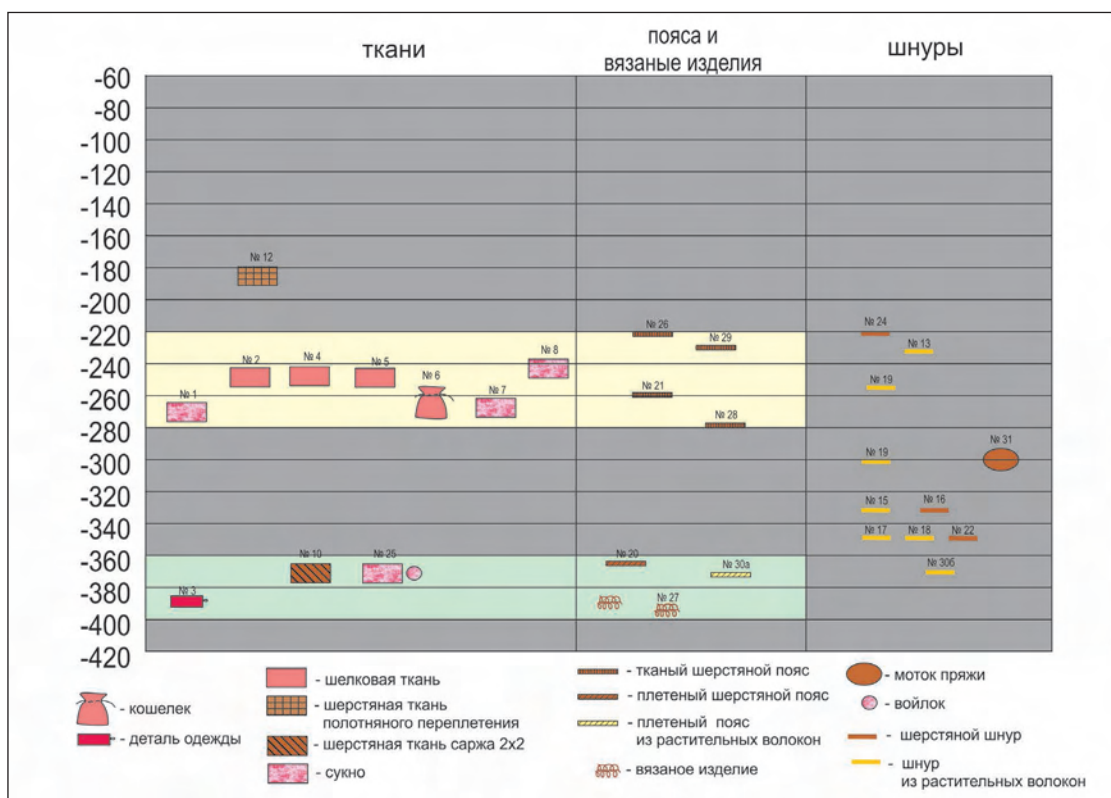 ткани
пояса и
вязаные изделия
шнуры
-60
-80
-100
-120
-140
-160
-180
-200
-220
-240
-260
-280
-300
-320
-340
-360
-380
-400
-420
№ 12
№ 2
№ 4
№ 5
№ 8
№ 1
№ 6
№ 7
№ 10
№ 25
№ 3
№ 26
№ 29
№ 21
№ 28
№ 20
№ 30а
№ 27
№ 24
№ 13
№ 19
№ 19
№ 31
№ 15
№ 16
№ 17
№ 18
№ 22
№ 30б
- кошелек
- деталь одежды
- шелковая ткань
- шерстяная ткань
полотняного переплетения
- шерстяная ткань саржа 2х2
- сукно
- тканый шерстяной пояс
- плетеный шерстяной пояс
- плетеный пояс
из растительных волокон
- вязаное изделие
- моток пряжи
- войлок
- шерстяной шнур
- шнур
из растительных волокон